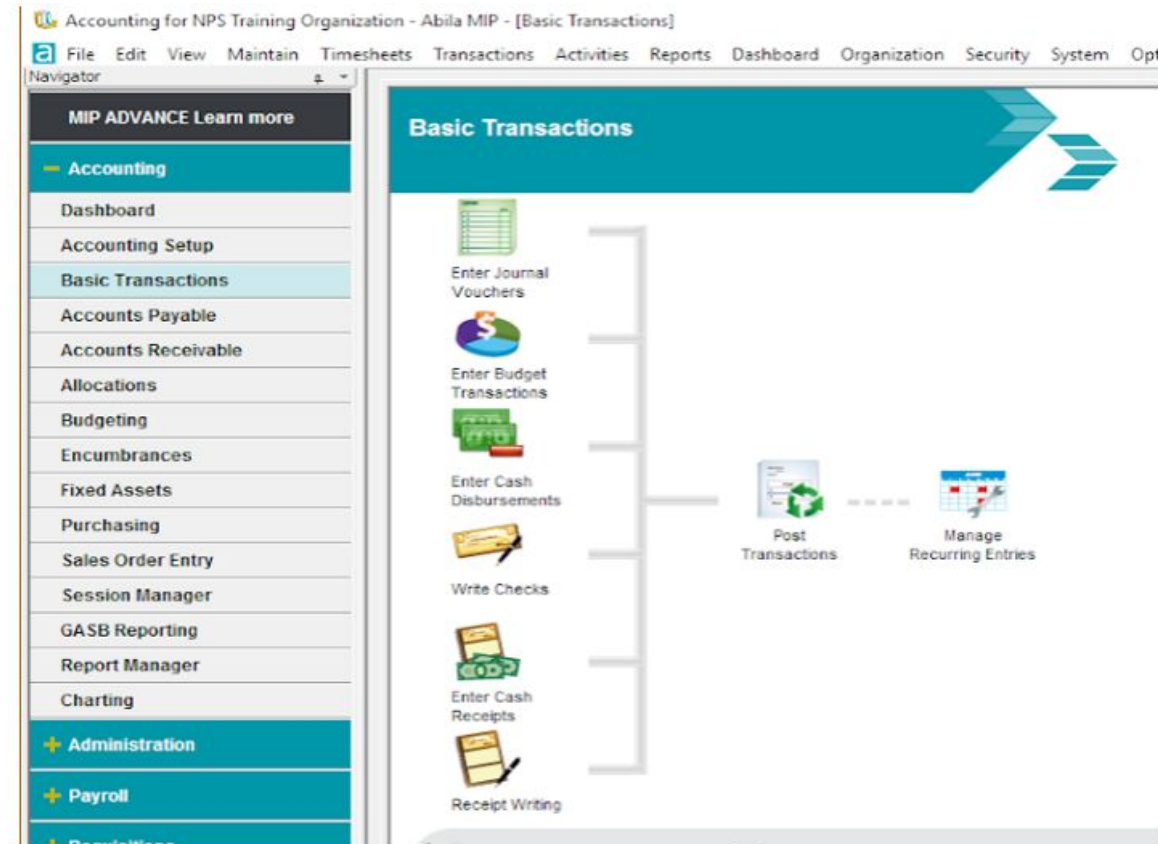 Accounting for NPS Training Organization - Abila MIP - [Basic Transactions]
File Edit View Maintain Timesheets Transactions Activities Reports Dashboard Organization Security System Opt
Navigator
MIP ADVANCE Learn more
Accounting
Dashboard
Accounting Setup
Basic Transactions
Accounts Payable
Accounts Receivable
Allocations
Budgeting
Encumbrances
Fixed Assets
Purchasing
Sales Order Entry
Session Manager
GASB Reporting
Report Manager
Charting
Administration
Payroll
Requisitions
Basic Transactions
Enter Journal
Vouchers
Enter Budget
Transactions
Enter Cash
Disbursements
Write Checks
Enter Cash
Receipts
Receipt Writing
Post
Transactions
Manage
Recurring Entries